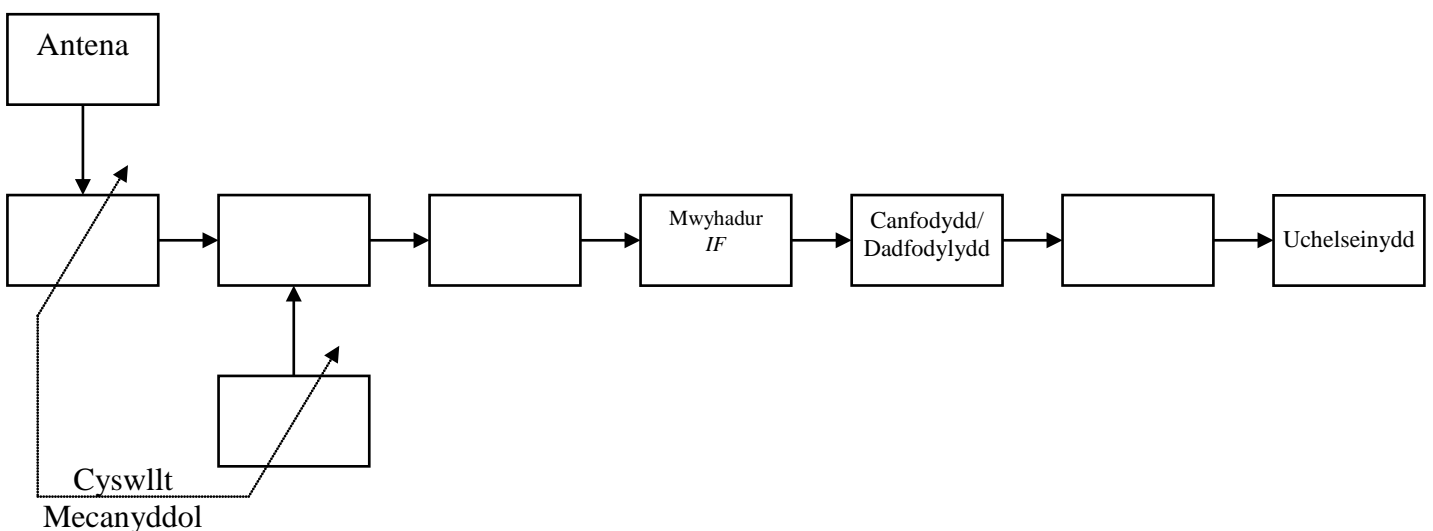 Antena
Mwyhadur
IF
Canfodydd/
Dadfodylydd
Uchelseinydd
Cyswllt
Mecanyddol